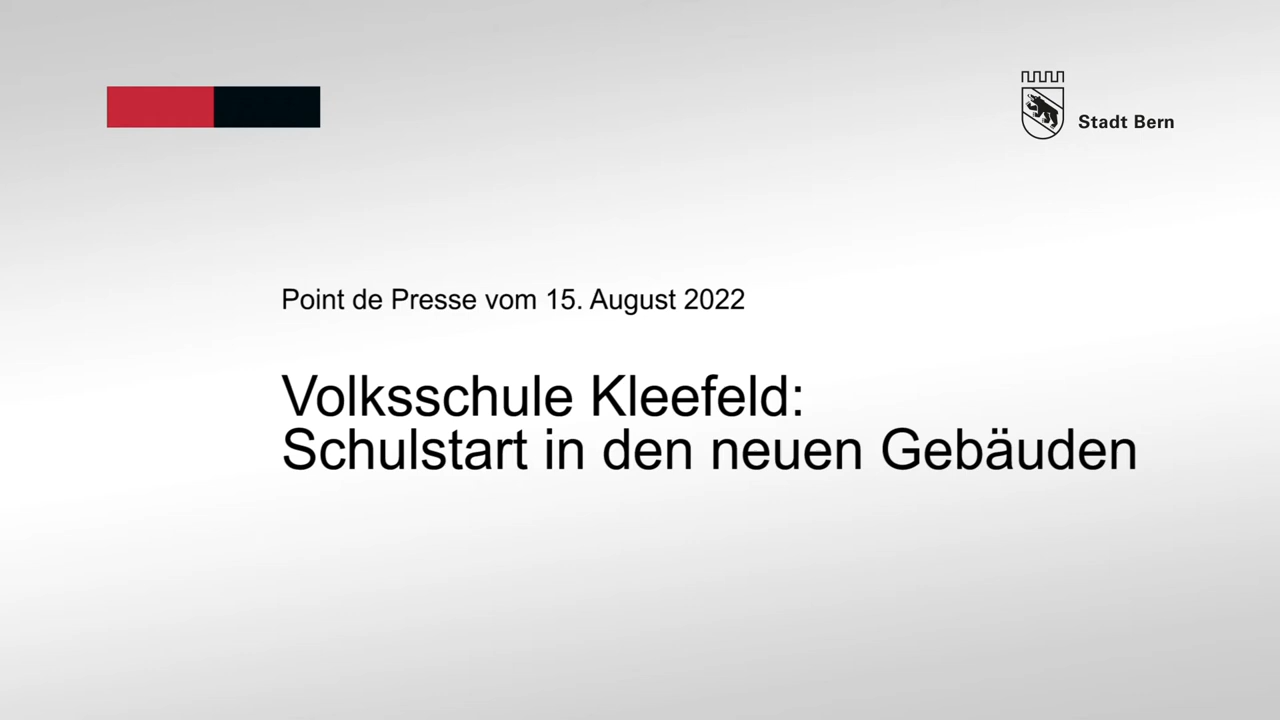 Stadt Bern
Point de Presse vom 15. August 2022
Volksschule Kleefeld:
Schulstart in den neuen Gebäuden